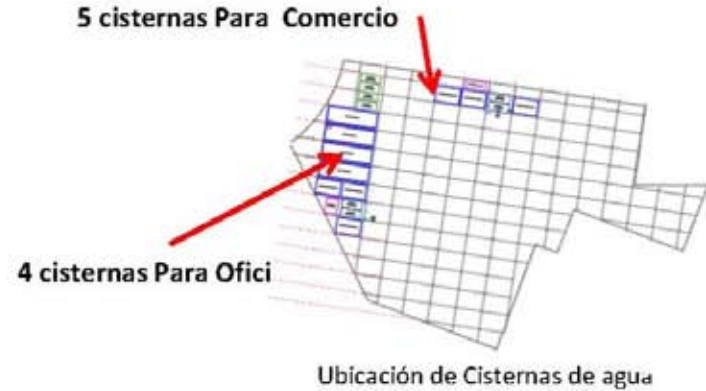 5 cisternas Para Comercio
4 cisternas Para Ofici
Ubicación de Cisternas de agua